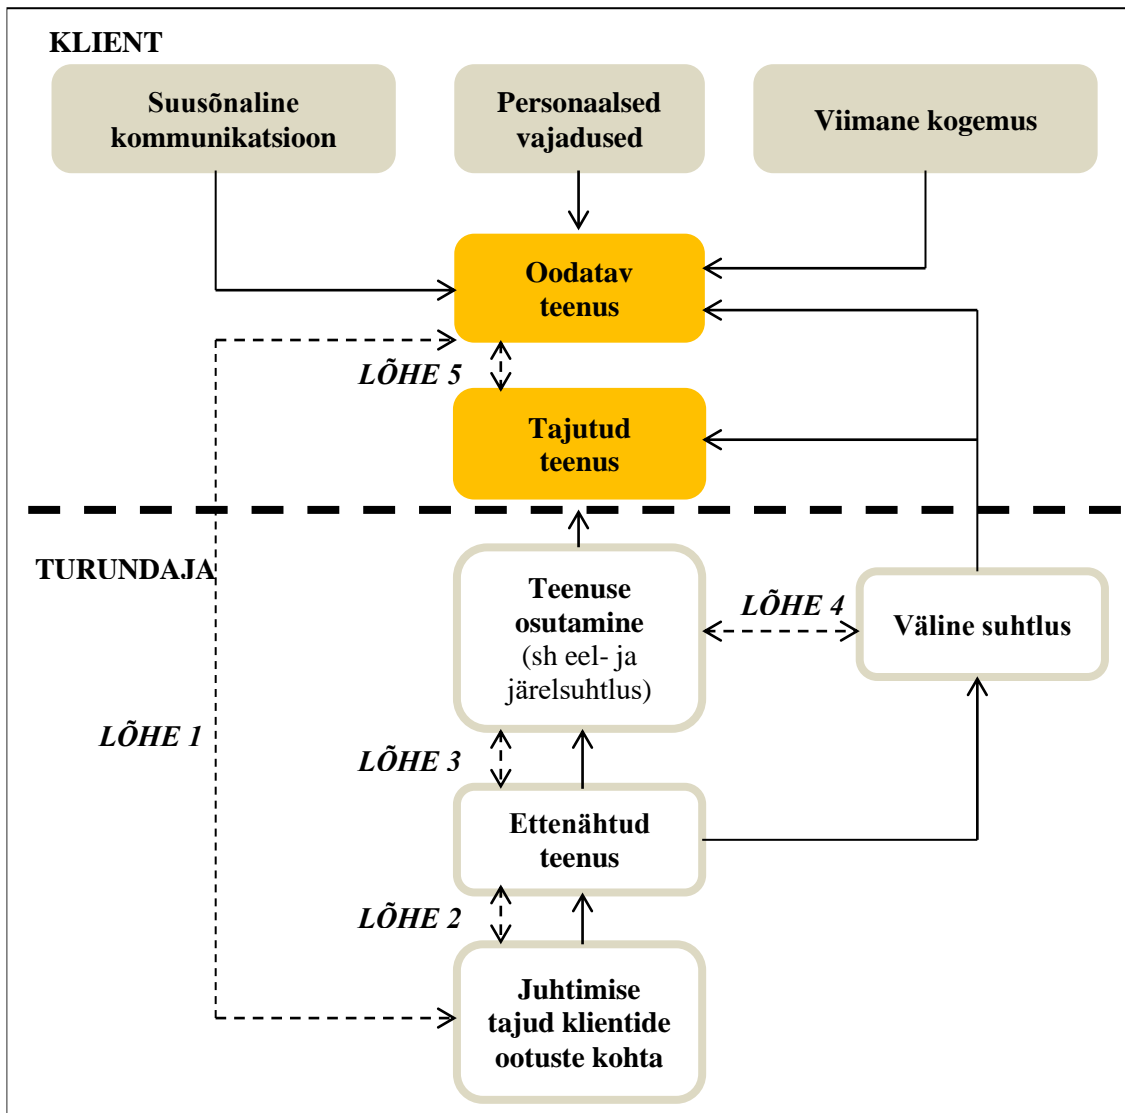 KLIENT
Suusõnaline
kommunikatsioon
Personaalsed
vajadused
Viimane kogemus
Oodatav
teenus
LÕHE 5
Tajutud
teenus
TURUNDAJA
Teenuse
osutamine
(sh eel- ja
järelsuhtlus)
LÕHE 4
Väline suhtlus
LÕHE 1
LÕHE 3
Ettenähtud
teenus
LÕHE 2
Juhtimise
tajud klientide
ootuste kohta